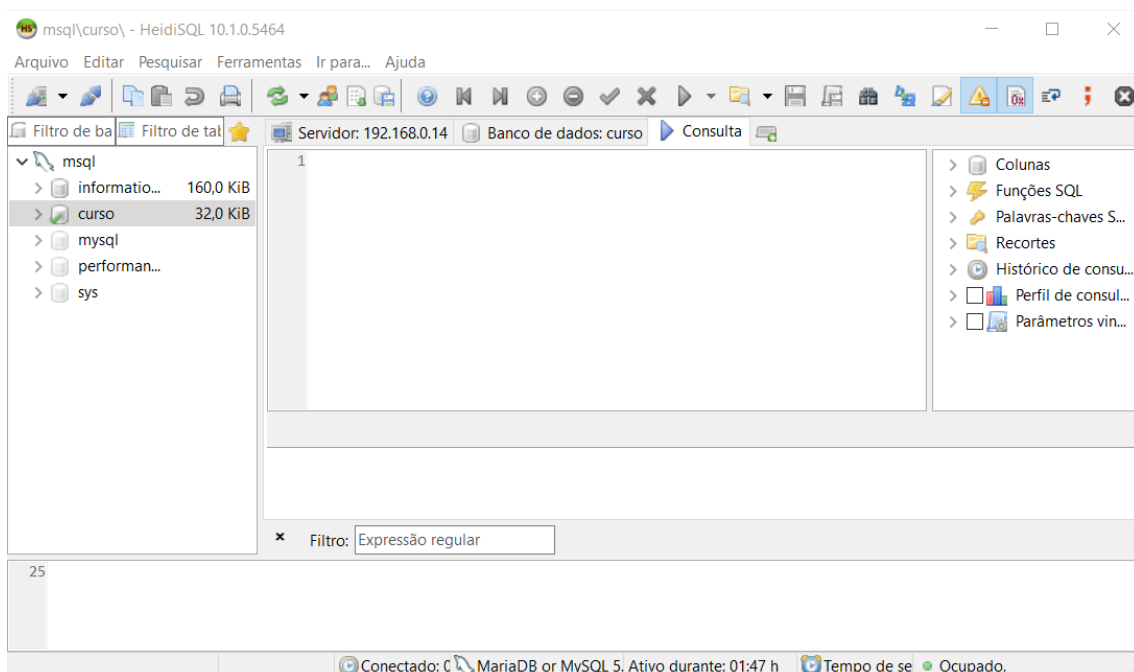 msql\curso\ - HeidiSQL 10.1.0.5464
Arquivo Editar Pesquisar Ferramentas Ir para... Ajuda
Filtro de ba Filtro de tab Servidor: 192.168.0.14 Banco de dados: curso Consulta
msql
informatio... 160,0 KiB
curso 32,0 KiB
mysql
performan...
sys
1
Colunas
Funções SQL
Palavras-chaves S...
Recortes
Histórico de consu...
Perfil de consul...
Parâmetros vin...
Filtro: Expressão regular
25
Conectado: 0 MariaDB or MySQL 5. Ativo durante: 01:47 h Tempo de se Ocupado.